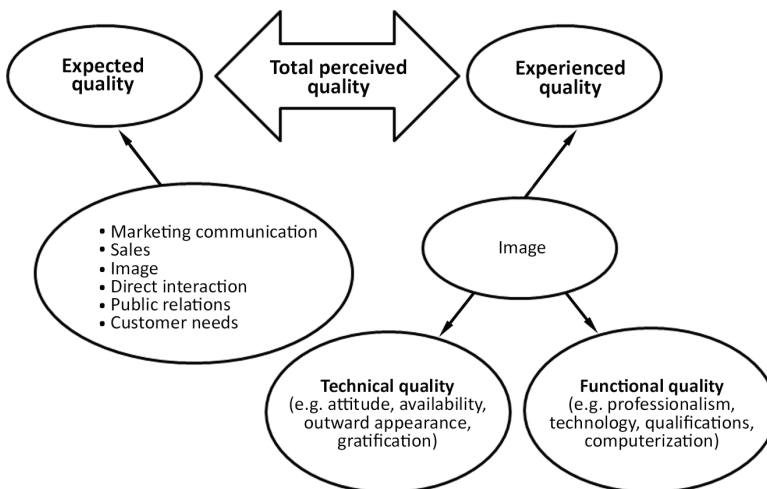 Expected
quality
Total perceived
quality
Experienced
quality
• Marketing communication
• Sales
• Image
• Direct interaction
• Public relations
• Customer needs
Image
Technical quality
(e.g. attitude, availability,
outward appearance,
gratification)
Functional quality
(e.g. professionalism,
technology, qualifications,
computerization)